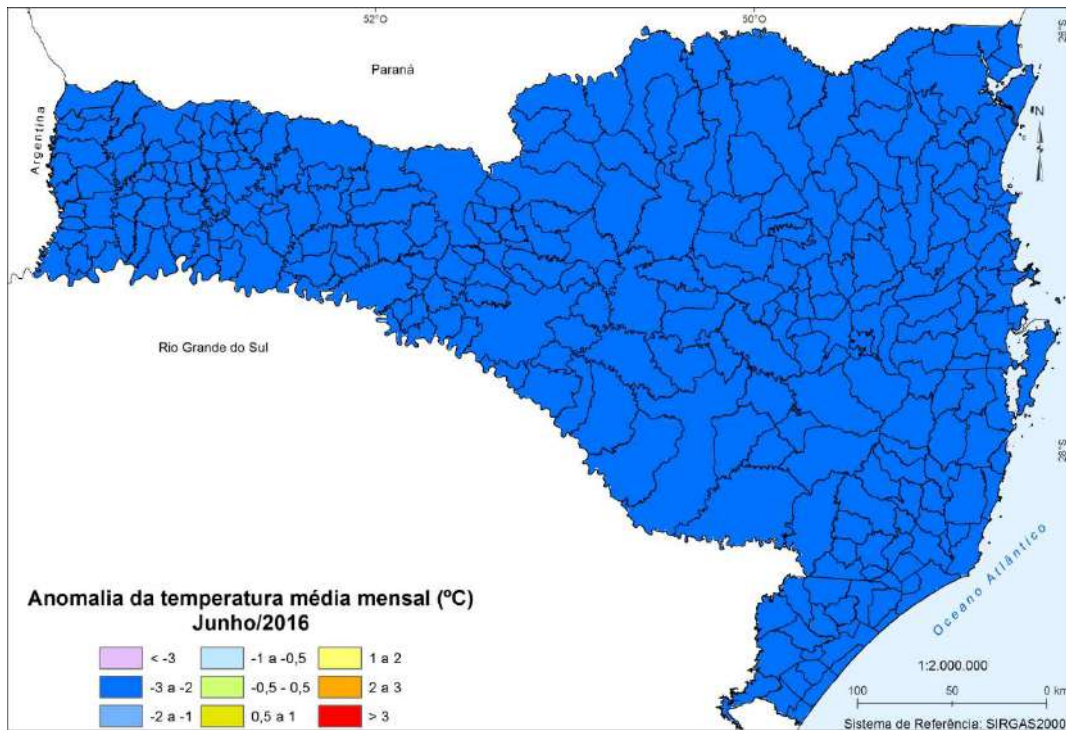 52°O
50°O
28°S
Paraná
Argentina
N
Rio Grande do Sul
28°S
Oceano Atlântico
Anomalia da temperatura média mensal (ºC)
Junho/2016
< -3
-1 a -0,5
1 a 2
-3 a -2
-0,5 - 0,5
2 a 3
-2 a -1
0,5 a 1
> 3
1:2.000.000
100 50 0 km
Sistema de Referência: SIRGAS2000